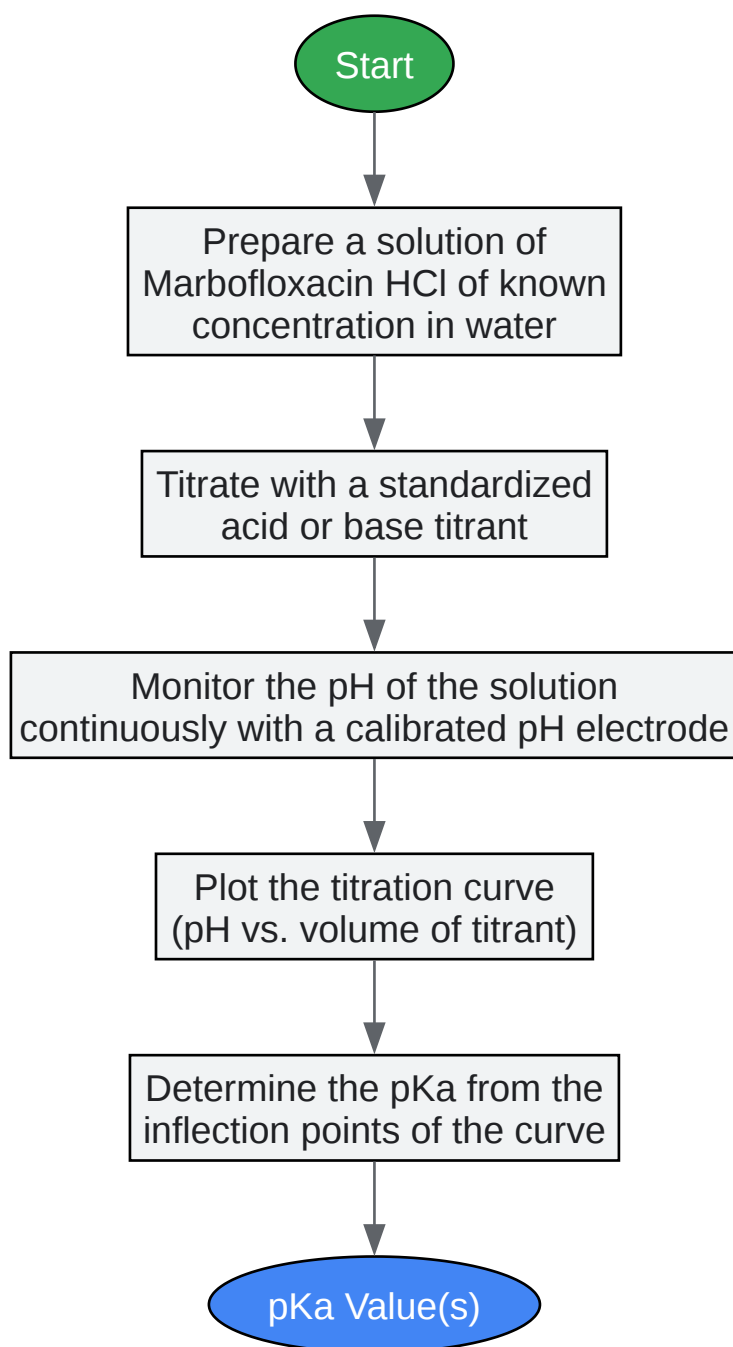 Start
Prepare a solution of
Marbofloxacin HCl of known
concentration in water
Titrate with a standardized
acid or base titrant
Monitor the pH of the solution
continuously with a calibrated pH electrode
Plot the titration curve
(pH vs. volume of titrant)
Determine the pKa from the
inflection points of the curve
pKa Value(s)